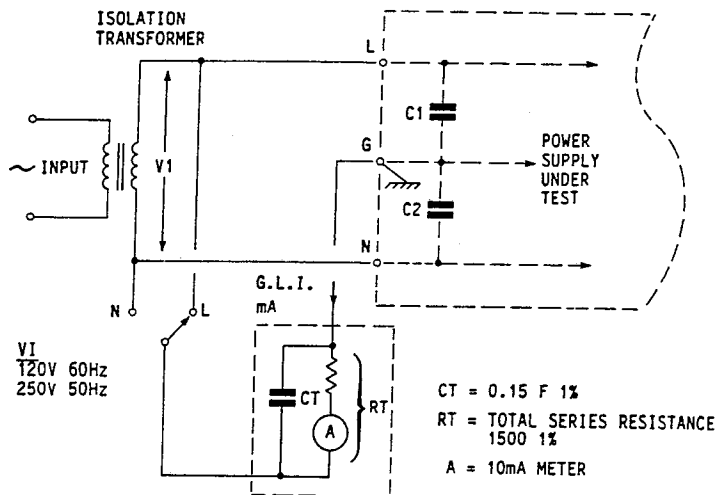 ISOLATION
TRANSFORMER
L
C1
G
POWER
SUPPLY
UNDER
TEST
∼ INPUT
V1
C2
N
G.L.I.
mA
N
L
VI
120V 60Hz
250V 50Hz
CT
RT
A
CT = 0.15 F 1%
RT = TOTAL SERIES RESISTANCE
1500 1%
A = 10mA METER